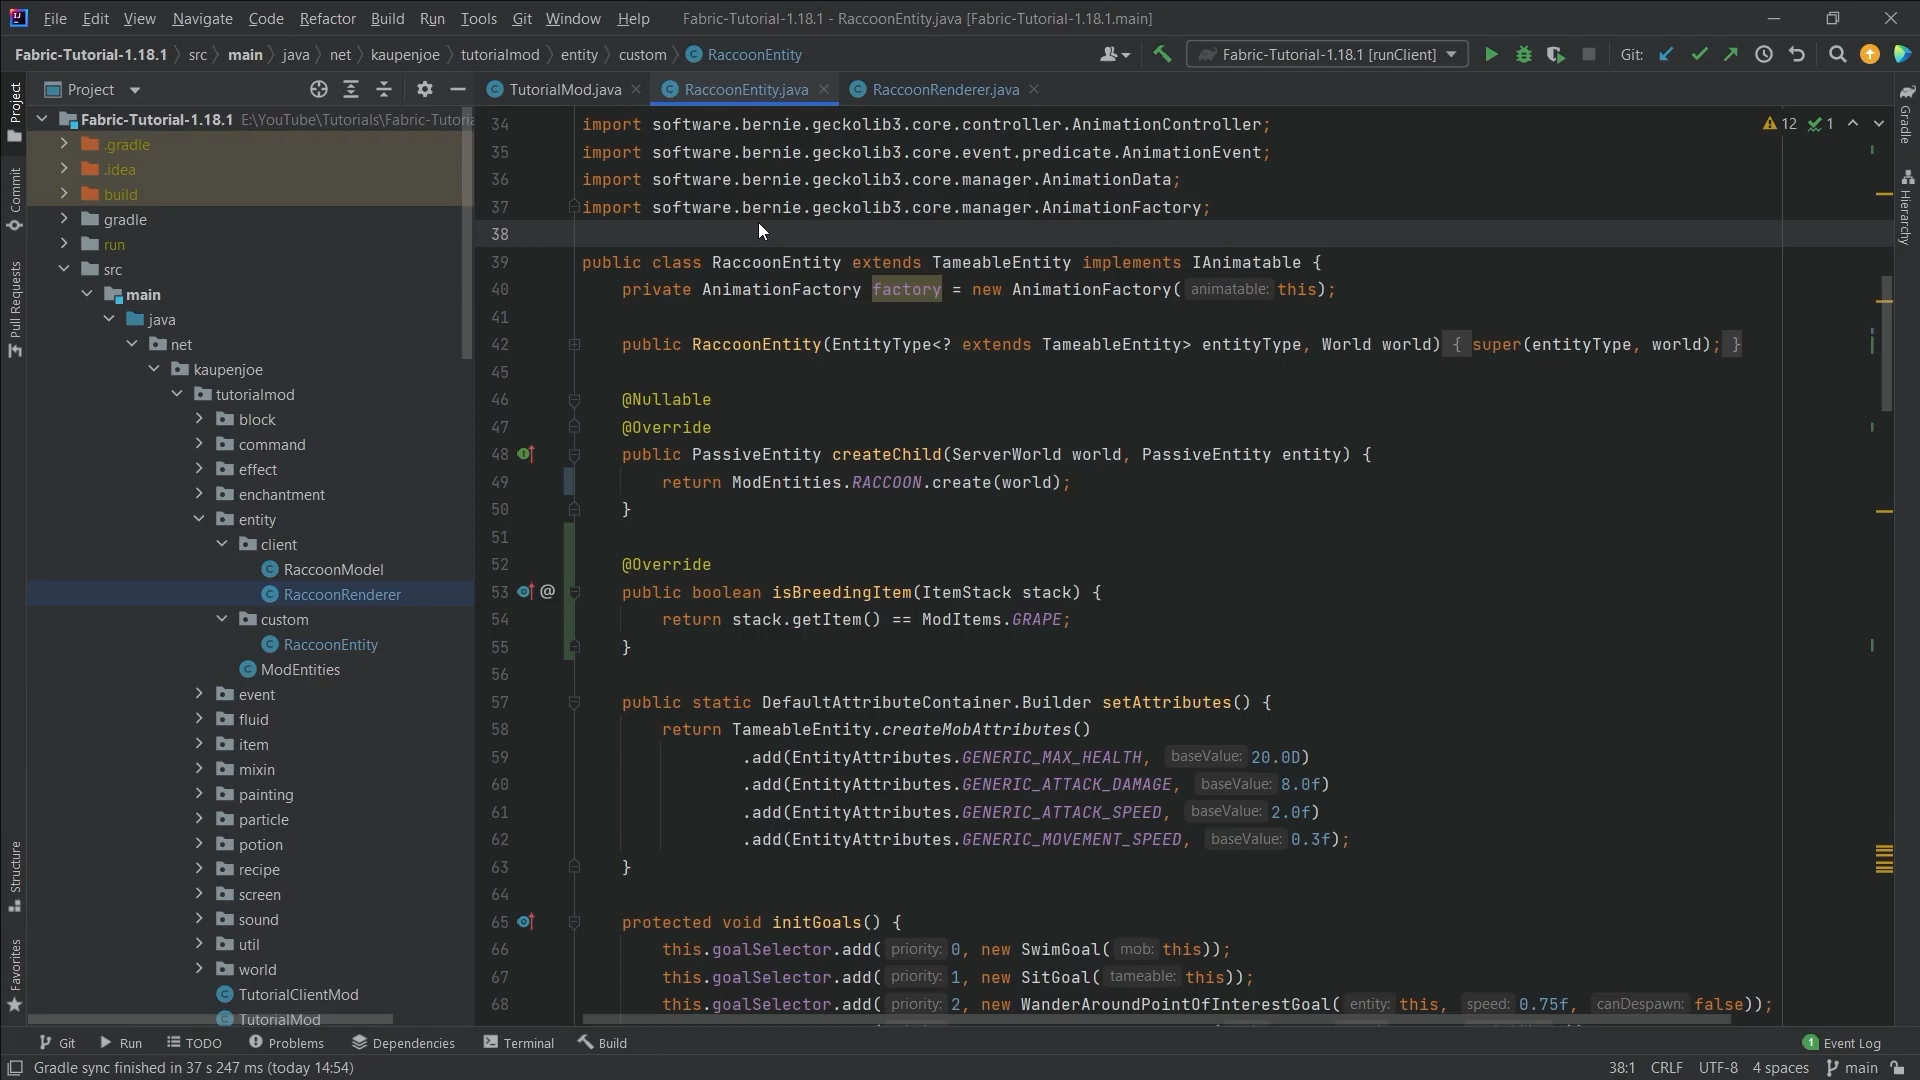 File Edit View Navigate Code Refactor Build Run Tools Git Window Help Fabric-Tutorial-1.18.1 - RaccoonEntity.java [Fabric-Tutorial-1.18.1.main]
Fabric-Tutorial-1.18.1 src main java net kaupenjoe tutorialmod entity custom RaccoonEntity Fabric-Tutorial-1.18.1 [runClient] Git:
Project
TutorialMod.java RaccoonEntity.java RaccoonRenderer.java
Project
Commit
Pull Requests
Structure
Favorites
Fabric-Tutorial-1.18.1 E:\YouTube\Tutorials\Fabric-Tutoria
.gradle
.idea
build
gradle
run
src
main
java
net
kaupenjoe
tutorialmod
block
command
effect
enchantment
entity
client
RaccoonModel
RaccoonRenderer
custom
RaccoonEntity
ModEntities
event
fluid
item
mixin
painting
particle
potion
recipe
screen
sound
util
world
TutorialClientMod
TutorialMod
12 1
34 import software.bernie.geckolib3.core.controller.AnimationController;
35 import software.bernie.geckolib3.core.event.predicate.AnimationEvent;
36 import software.bernie.geckolib3.core.manager.AnimationData;
37 import software.bernie.geckolib3.core.manager.AnimationFactory;
38
39 public class RaccoonEntity extends TameableEntity implements IAnimatable {
40 private AnimationFactory factory = new AnimationFactory( animatable: this);
41
42 public RaccoonEntity(EntityType<? extends TameableEntity> entityType, World world) { super(entityType, world); }
45
46 @Nullable
47 @Override
48 public PassiveEntity createChild(ServerWorld world, PassiveEntity entity) {
49 return ModEntities.RACCOON.create(world);
50 }
51
52 @Override
53 @ public boolean isBreedingItem(ItemStack stack) {
54 return stack.getItem() == ModItems.GRAPE;
55 }
56
57 public static DefaultAttributeContainer.Builder setAttributes() {
58 return TameableEntity.createMobAttributes()
59 .add(EntityAttributes.GENERIC_MAX_HEALTH, baseValue: 20.0D)
60 .add(EntityAttributes.GENERIC_ATTACK_DAMAGE, baseValue: 8.0f)
61 .add(EntityAttributes.GENERIC_ATTACK_SPEED, baseValue: 2.0f)
62 .add(EntityAttributes.GENERIC_MOVEMENT_SPEED, baseValue: 0.3f);
63 }
64
65 protected void initGoals() {
66 this.goalSelector.add( priority: 0, new SwimGoal( mob: this));
67 this.goalSelector.add( priority: 1, new SitGoal( tameable: this));
68 this.goalSelector.add( priority: 2, new WanderAroundPointOfInterestGoal( entity: this, speed: 0.75f, canDespawn: false));
Gradle
Hierarchy
Git Run TODO Problems Dependencies Terminal Build 1 Event Log
Gradle sync finished in 37 s 247 ms (today 14:54) 38:1 CRLF UTF-8 4 spaces main